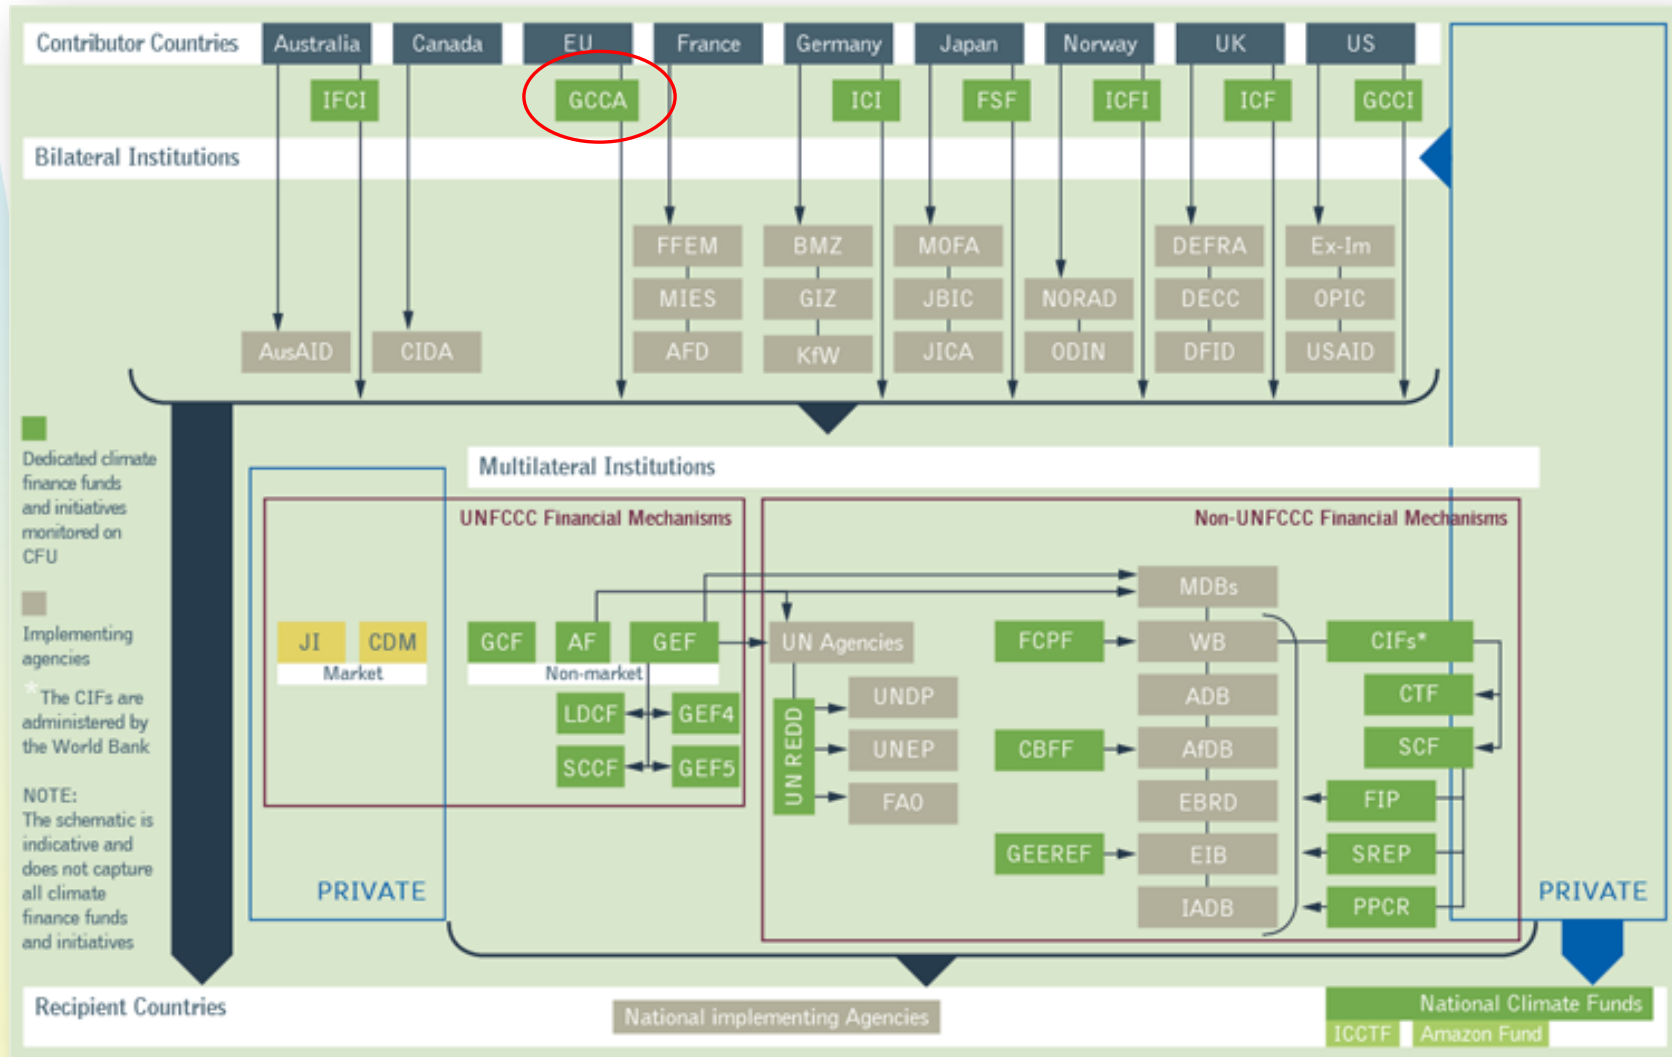 Contributor Countries
Australia
Canada
EU
France
Germany
Japan
Norway
UK
US
IFCI
GCCA
ICI
FSF
ICFI
ICF
GCCI
Bilateral Institutions
FFEM
BMZ
MOFA
DEFRA
Ex-Im
MIES
GIZ
JBIC
NORAD
DECC
OPIC
AusAID
CIDA
AFD
KfW
JICA
ODIN
DFID
USAID
Dedicated climate
finance funds
and initiatives
monitored on
CFU
Implementing
agencies
*The CIFs are
administered by
the World Bank
NOTE:
The schematic is
indicative and
does not capture
all climate
finance funds
and initiatives
Multilateral Institutions
UNFCCC Financial Mechanisms
Non-UNFCCC Financial Mechanisms
JI
CDM
Market
PRIVATE
GCF
AF
GEF
Non-market
LDCF
GEF4
SCCF
GEF5
UN Agencies
UN REDD
UNDP
UNEP
FAO
FCPF
CBFF
GEEREF
MDBs
WB
ADB
AfDB
EBRD
EIB
IADB
CIFs*
CTF
SCF
FIP
SREP
PPCR
PRIVATE
Recipient Countries
National implementing Agencies
National Climate Funds
ICCTF
Amazon Fund